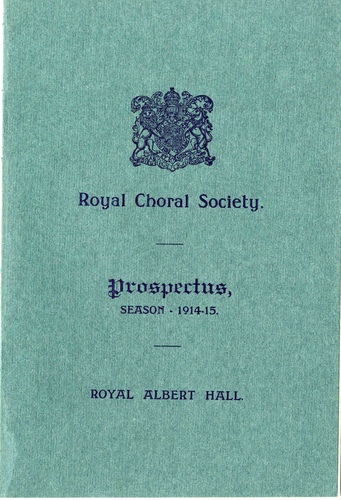 Royal Choral Society.
Prospectus,
SEASON · 1914-15.
ROYAL ALBERT HALL.